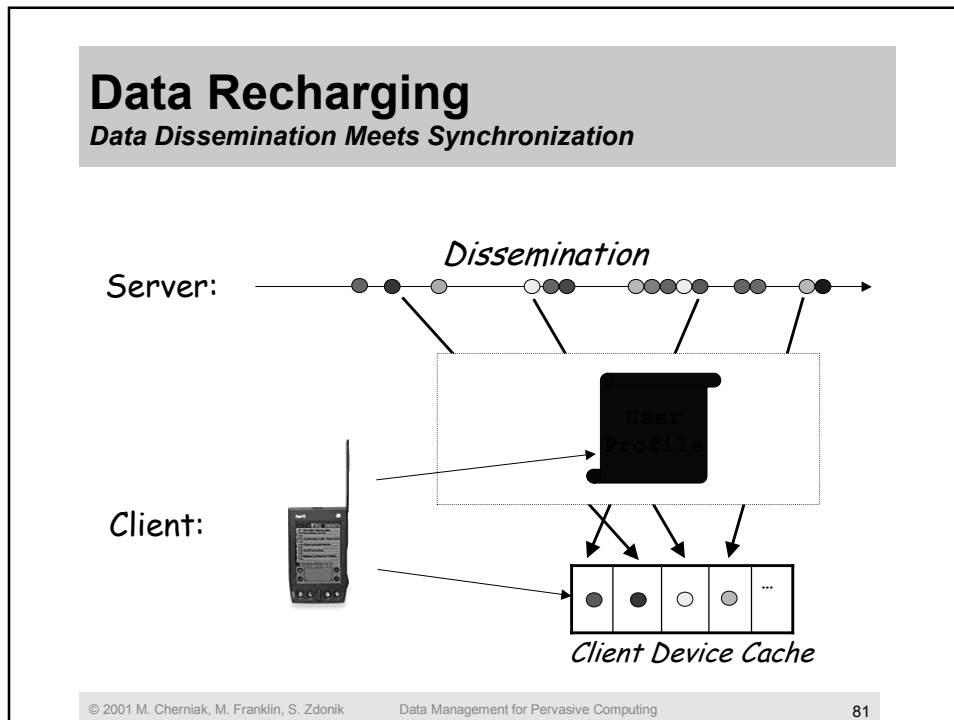 Data Recharging
Data Dissemination Meets Synchronization
Dissemination
Server:
User
Profile
Client:
...
Client Device Cache
© 2001 M. Cherniak, M. Franklin, S. Zdonik Data Management for Pervasive Computing 81